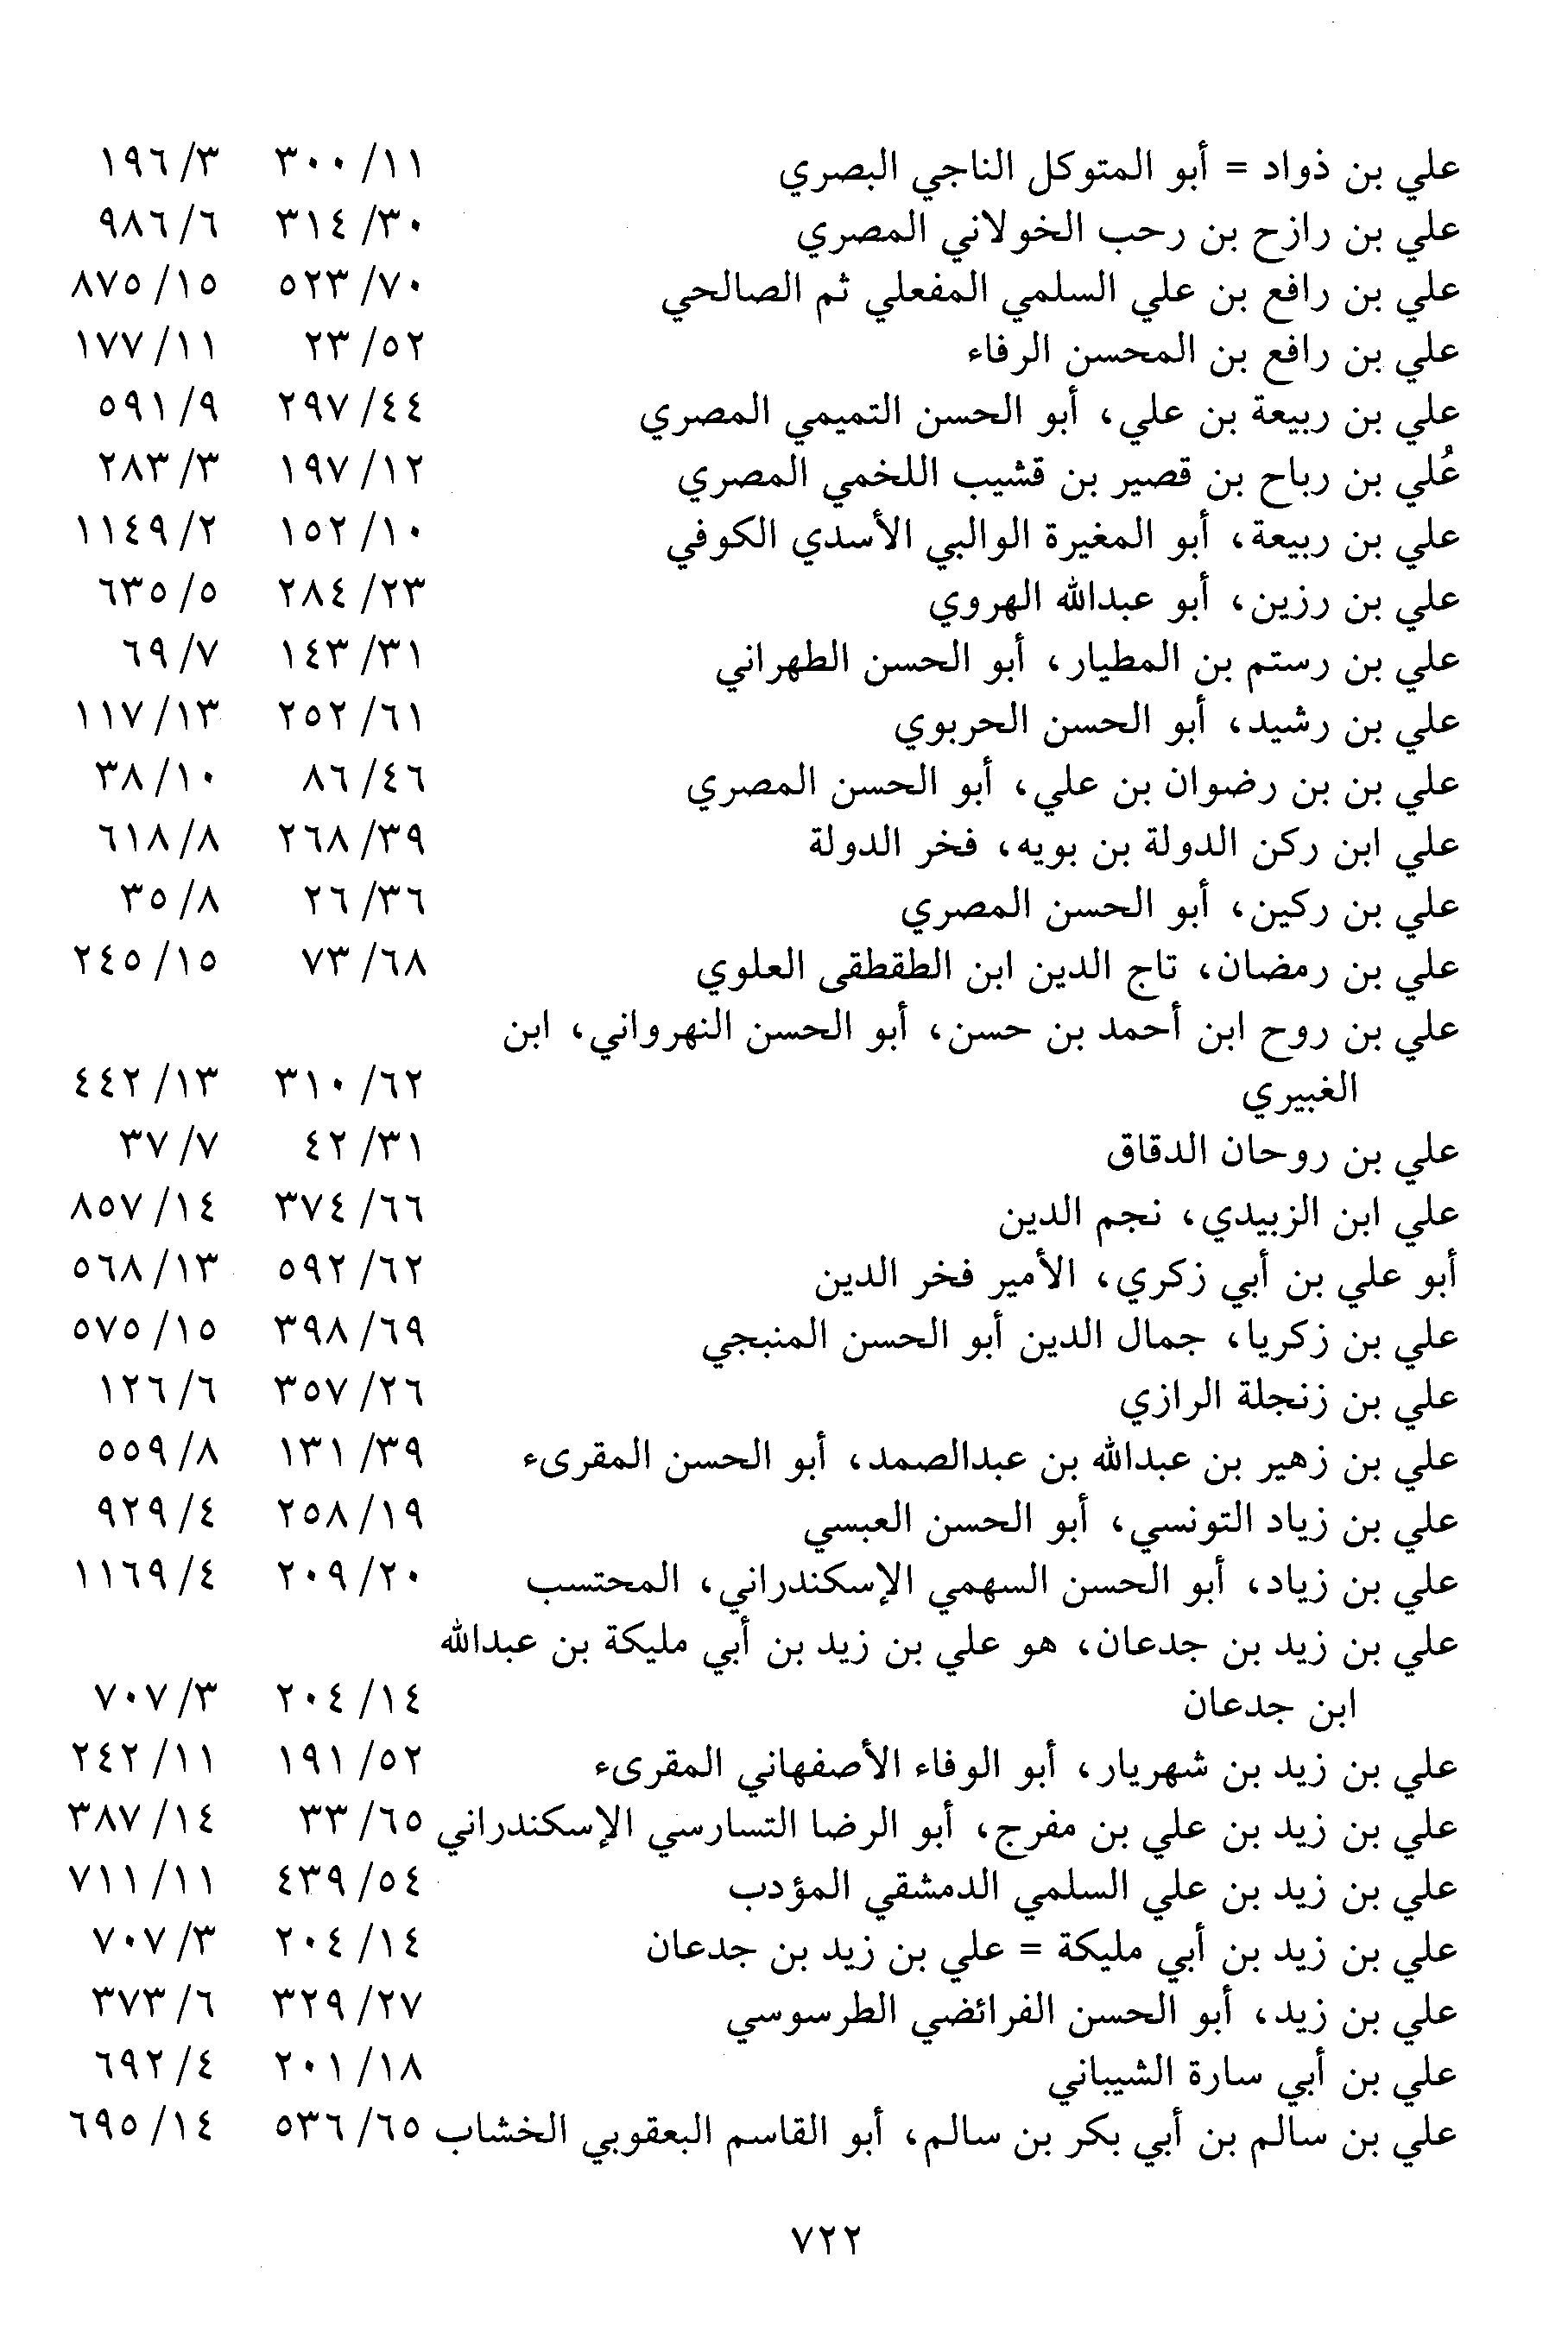 علي بن ذواد = أبو المتوكل الناجي البصري ١١/ ٣٠٠ ٣/ ١٩٦
علي بن رازح بن رحب الخولاني المصري ٣٠/ ٣١٤ ٦/ ٩٨٦
علي بن رافع بن علي السلمي المفعلي ثم الصالحي ٧٠/ ٥٢٣ ١٥/ ٨٧٥
علي بن رافع بن المحسن الرفاء ٥٢/ ٢٣ ١١/ ١٧٧
علي بن ربيعة بن علي، أبو الحسن التميمي المصري ٤٤/ ٢٩٧ ٩/ ٥٩١
عُلي بن رباح بن قصير بن قشيب اللخمي المصري ١٢/ ١٩٧ ٣/ ٢٨٣
علي بن ربيعة، أبو المغيرة الوالبي الأسدي الكوفي ١٠/ ١٥٢ ٢/ ١١٤٩
علي بن رزين، أبو عبدالله الهروي ٢٣/ ٢٨٤ ٥/ ٦٣٥
علي بن رستم بن المطيار، أبو الحسن الطهراني ٣١/ ١٤٣ ٧/ ٦٩
علي بن رشيد، أبو الحسن الحربوي ٦١/ ٢٥٢ ١٣/ ١١٧
علي بن بن رضوان بن علي، أبو الحسن المصري ٤٦/ ٨٦ ١٠/ ٣٨
علي ابن ركن الدولة بن بويه، فخر الدولة ٣٩/ ٢٦٨ ٨/ ٦١٨
علي بن ركين، أبو الحسن المصري ٣٦/ ٢٦ ٨/ ٣٥
علي بن رمضان، تاج الدين ابن الطقطقى العلوي ٦٨/ ٧٣ ١٥/ ٢٤٥
علي بن روح ابن أحمد بن حسن، أبو الحسن النهرواني، ابن
الغبيري ٦٢/ ٣١٠ ١٣/ ٤٤٢
علي بن روحان الدقاق ٣١/ ٤٢ ٧/ ٣٧
علي ابن الزبيدي، نجم الدين ٦٦/ ٣٧٤ ١٤/ ٨٥٧
أبو علي بن أبي زكري، الأمير فخر الدين ٦٢/ ٥٩٢ ١٣/ ٥٦٨
علي بن زكريا، جمال الدين أبو الحسن المنبجي ٦٩/ ٣٩٨ ١٥/ ٥٧٥
علي بن زنجلة الرازي ٢٦/ ٣٥٧ ٦/ ١٢٦
علي بن زهير بن عبدالله بن عبدالصمد، أبو الحسن المقرىء ٣٩/ ١٣١ ٨/ ٥٥٩
علي بن زياد التونسي، أبو الحسن العبسي ١٩/ ٢٥٨ ٤/ ٩٢٩
علي بن زياد، أبو الحسن السهمي الإسكندراني، المحتسب ٢٠/ ٢٠٩ ٤/ ١١٦٩
علي بن زيد بن جدعان، هو علي بن زيد بن أبي مليكة بن عبدالله
ابن جدعان ١٤/ ٢٠٤ ٣/ ٧٠٧
علي بن زيد بن شهريار، أبو الوفاء الأصفهاني المقرىء ٥٢/ ١٩١ ١١/ ٢٤٢
علي بن زيد بن علي بن مفرج، أبو الرضا التسارسي الإسكندراني ٦٥/ ٣٣ ١٤/ ٣٨٧
علي بن زيد بن علي السلمي الدمشقي المؤدب ٥٤/ ٤٣٩ ١١/ ٧١١
علي بن زيد بن أبي مليكة = علي بن زيد بن جدعان ١٤/ ٢٠٤ ٣/ ٧٠٧
علي بن زيد، أبو الحسن الفرائضي الطرسوسي ٢٧/ ٣٢٩ ٦/ ٣٧٣
علي بن أبي سارة الشيباني ١٨/ ٢٠١ ٤/ ٦٩٢
علي بن سالم بن أبي بكر بن سالم، أبو القاسم البعقوبي الخشاب ٦٥/ ٥٣٦ ١٤/ ٦٩٥
٧٢٢